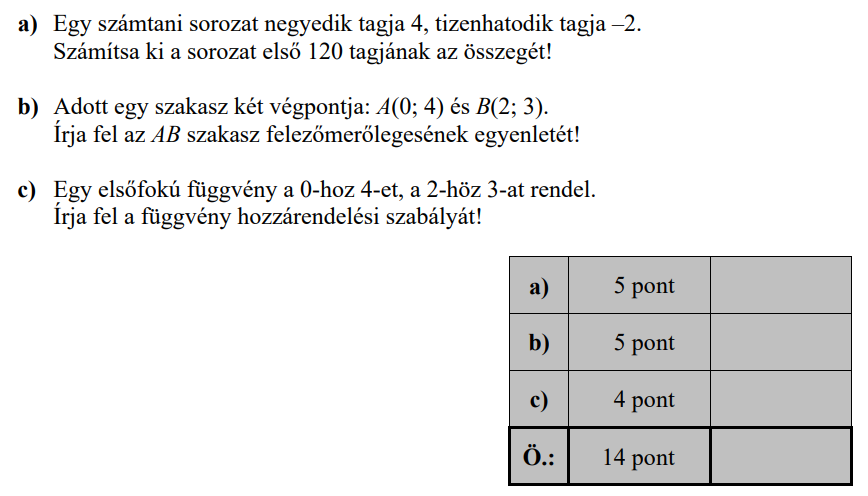 a) Egy számtani sorozat negyedik tagja 4, tizenhatodik tagja –2.
Számítsa ki a sorozat első 120 tagjának az összegét!
b) Adott egy szakasz két végpontja: A(0; 4) és B(2; 3).
Írja fel az AB szakasz felezőmerőlegesének egyenletét!
c) Egy elsőfokú függvény a 0-hoz 4-et, a 2-höz 3-at rendel.
Írja fel a függvény hozzárendelési szabályát!
a) 5 pont
b) 5 pont
c) 4 pont
Ö.: 14 pont